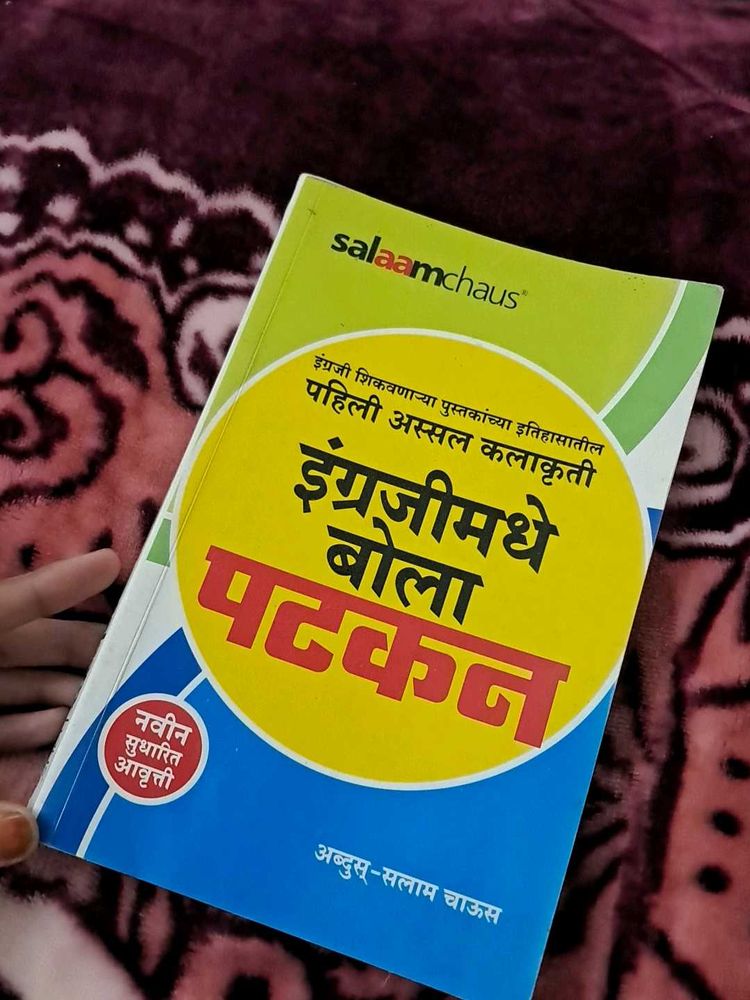 salaamchaus®
इंग्रजी शिकवणाऱ्या पुस्तकांच्या इतिहासातील
पहिली अस्सल कलाकृती
इंग्रजीमधे
बोला
पटकन
नवीन
सुधारित
आवृत्ती
अब्दुस्-सलाम चाऊस